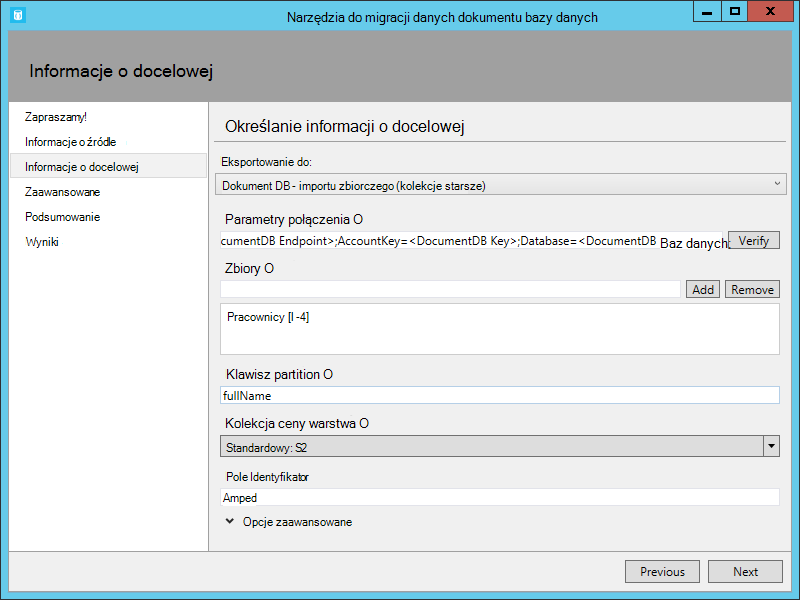 Narzędzia do migracji danych dokumentu bazy danych
Informacje o docelowej
Zapraszamy!
Informacje o źródle
Informacje o docelowej
Zaawansowane
Podsumowanie
Wyniki
Określanie informacji o docelowej
Eksportowanie do:
Dokument DB - importu zbiorczego (kolekcje starsze)
Parametry połączenia O
cumentDB Endpoint>;AccountKey=<DocumentDB Key>;Database=<DocumentDB Baz danych; Verify
Zbiory O
Add Remove
Pracownicy [I -4]
Klawisz partition O
fullName
Kolekcja ceny warstwa O
Standardowy: S2
Pole Identyfikator
Amped
Opcje zaawansowane
Previous Next